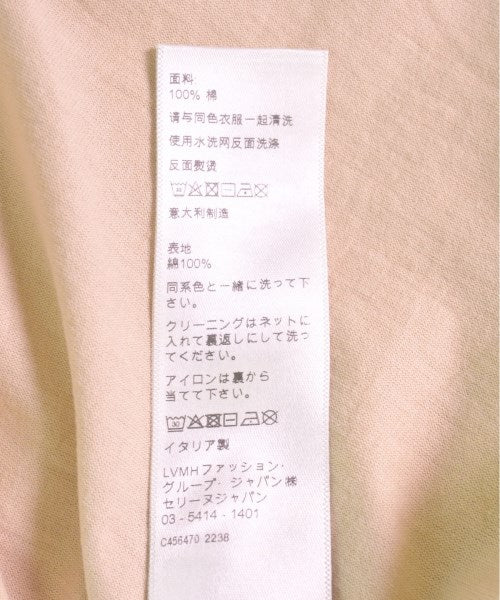 面料
100% 棉
请与同色衣服一起清洗
使用水洗网反面洗涤
反面熨烫
意大利制造
表地
綿100%
同系色と一緒に洗って下
さい。
クリーニングはネットに
入れて裏返しにして洗っ
てください。
アイロンは裏から
当てて下さい。
イタリア製
LVMHファッション・
グループ・ジャパン㈱
セリーヌジャパン
03 - 5414 - 1401
C456470 2238